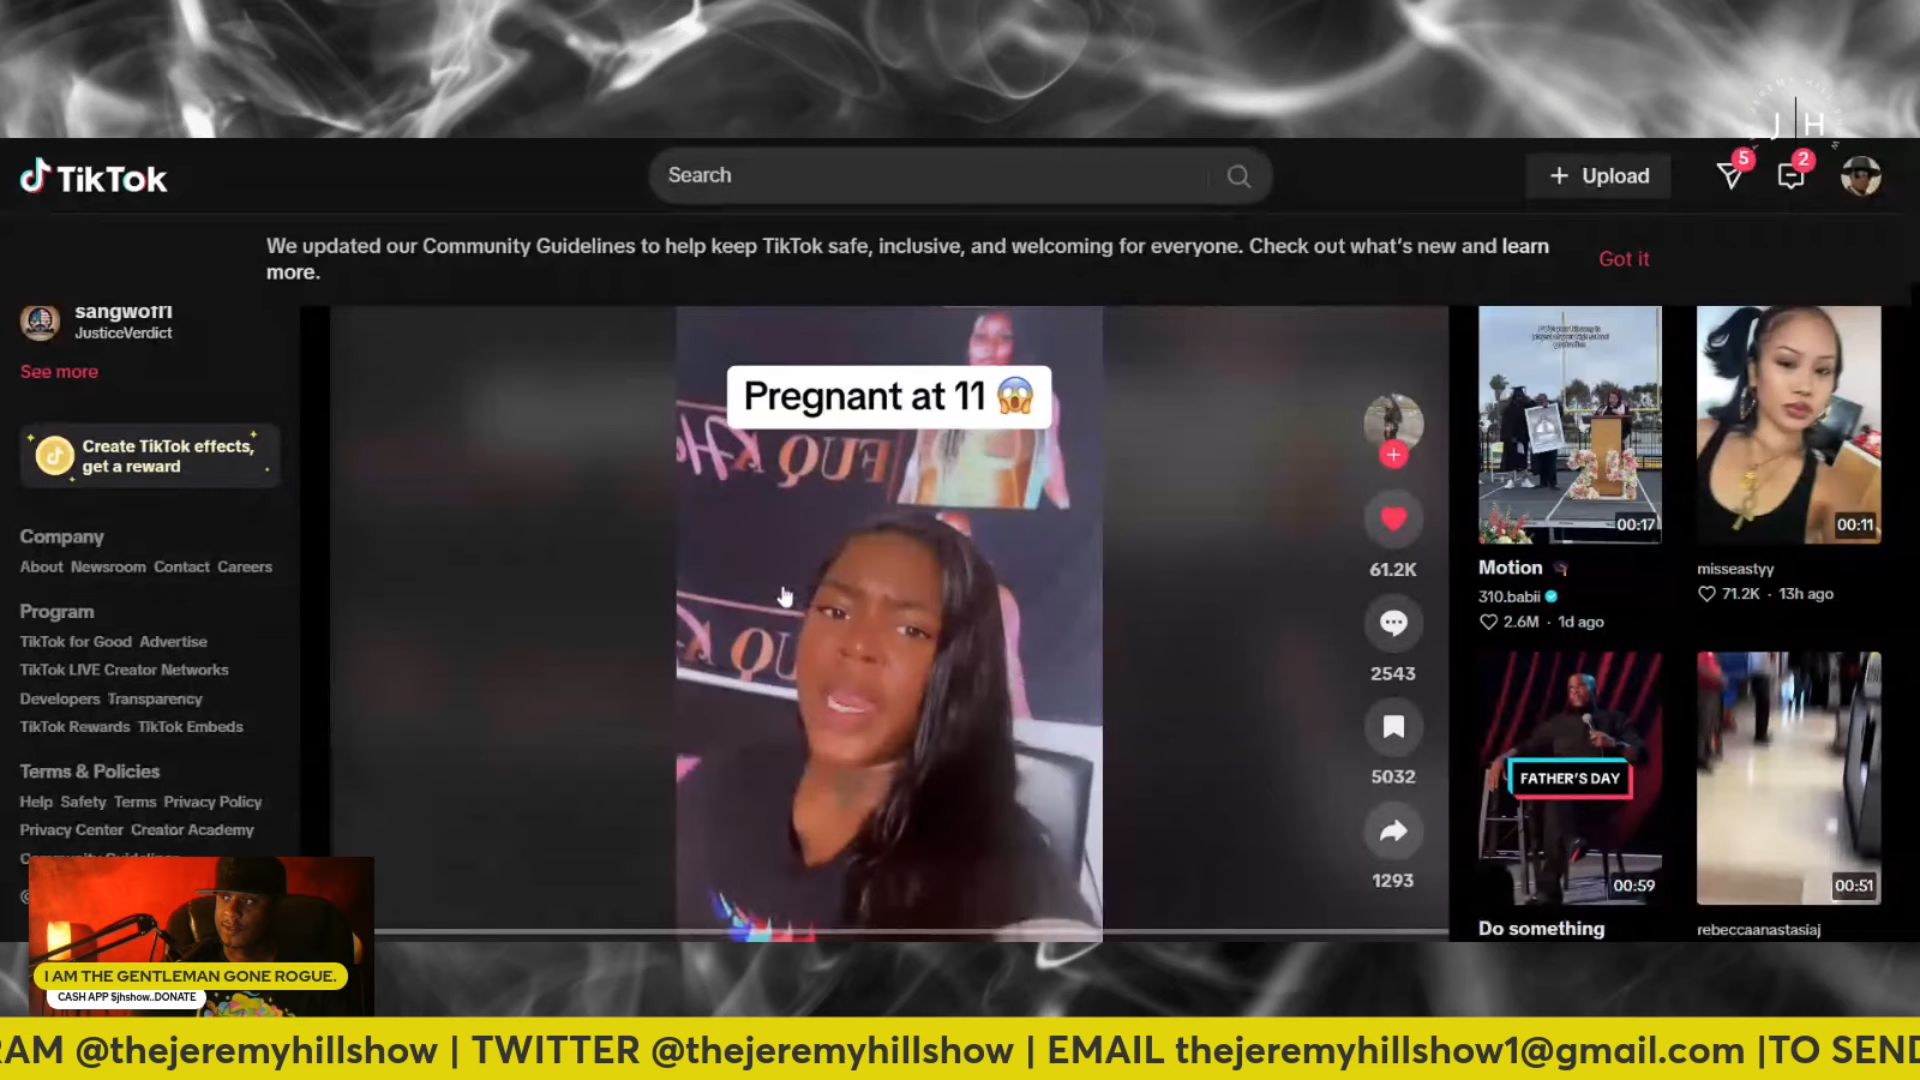 J H
TikTok
Search
Upload
5
2
We updated our Community Guidelines to help keep TikTok safe, inclusive, and welcoming for everyone. Check out what's new and learn
more.
Got it
JusticeVerdict
See more
Create TikTok effects,
get a reward
Company
About Newsroom Contact Careers
Program
TikTok for Good Advertise
TikTok LIVE Creator Networks
Developers Transparency
TikTok Rewards TikTok Embeds
Terms & Policies
Help Safety Terms Privacy Policy
Privacy Center Creator Academy
Pregnant at 11
61.2K
2543
5032
1293
00:17
Motion
310.babii
2.6M · 1d ago
00:11
misseastyy
71.2K · 13h ago
FATHER'S DAY
00:59
Do something
00:51
rebeccaanastasiaj
I AM THE GENTLEMAN GONE ROGUE.
CASH APP $jhshow..DONATE
RAM @thejeremyhillshow | TWITTER @thejeremyhillshow | EMAIL thejeremyhillshow1@gmail.com |TO SEND